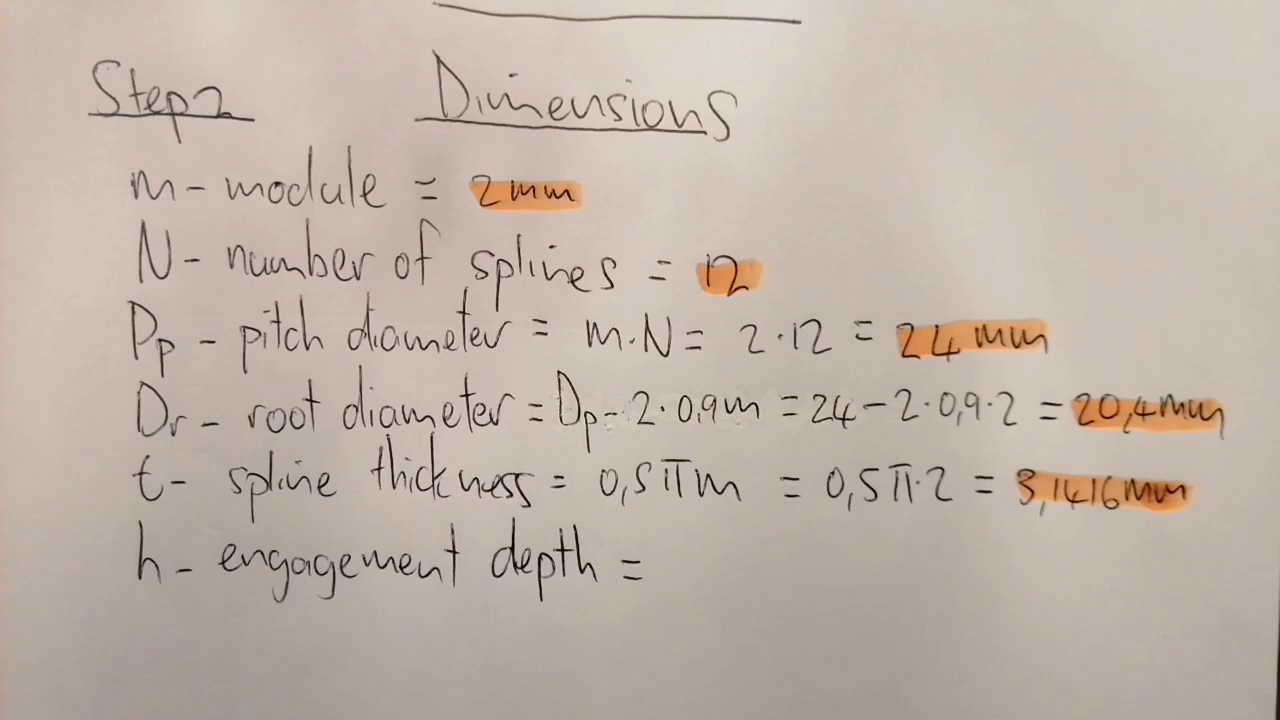 Step2 Dimensions
m - module = 2mm
N - number of splines = 12
Dp - pitch diameter = m·N = 2·12 = 24mm
Dr - root diameter = Dp - 2·0,9m = 24 - 2·0,9·2 = 20,4mm
t - spline thickness = 0,5πm = 0,5π·2 = 3,1416mm
h - engagement depth =